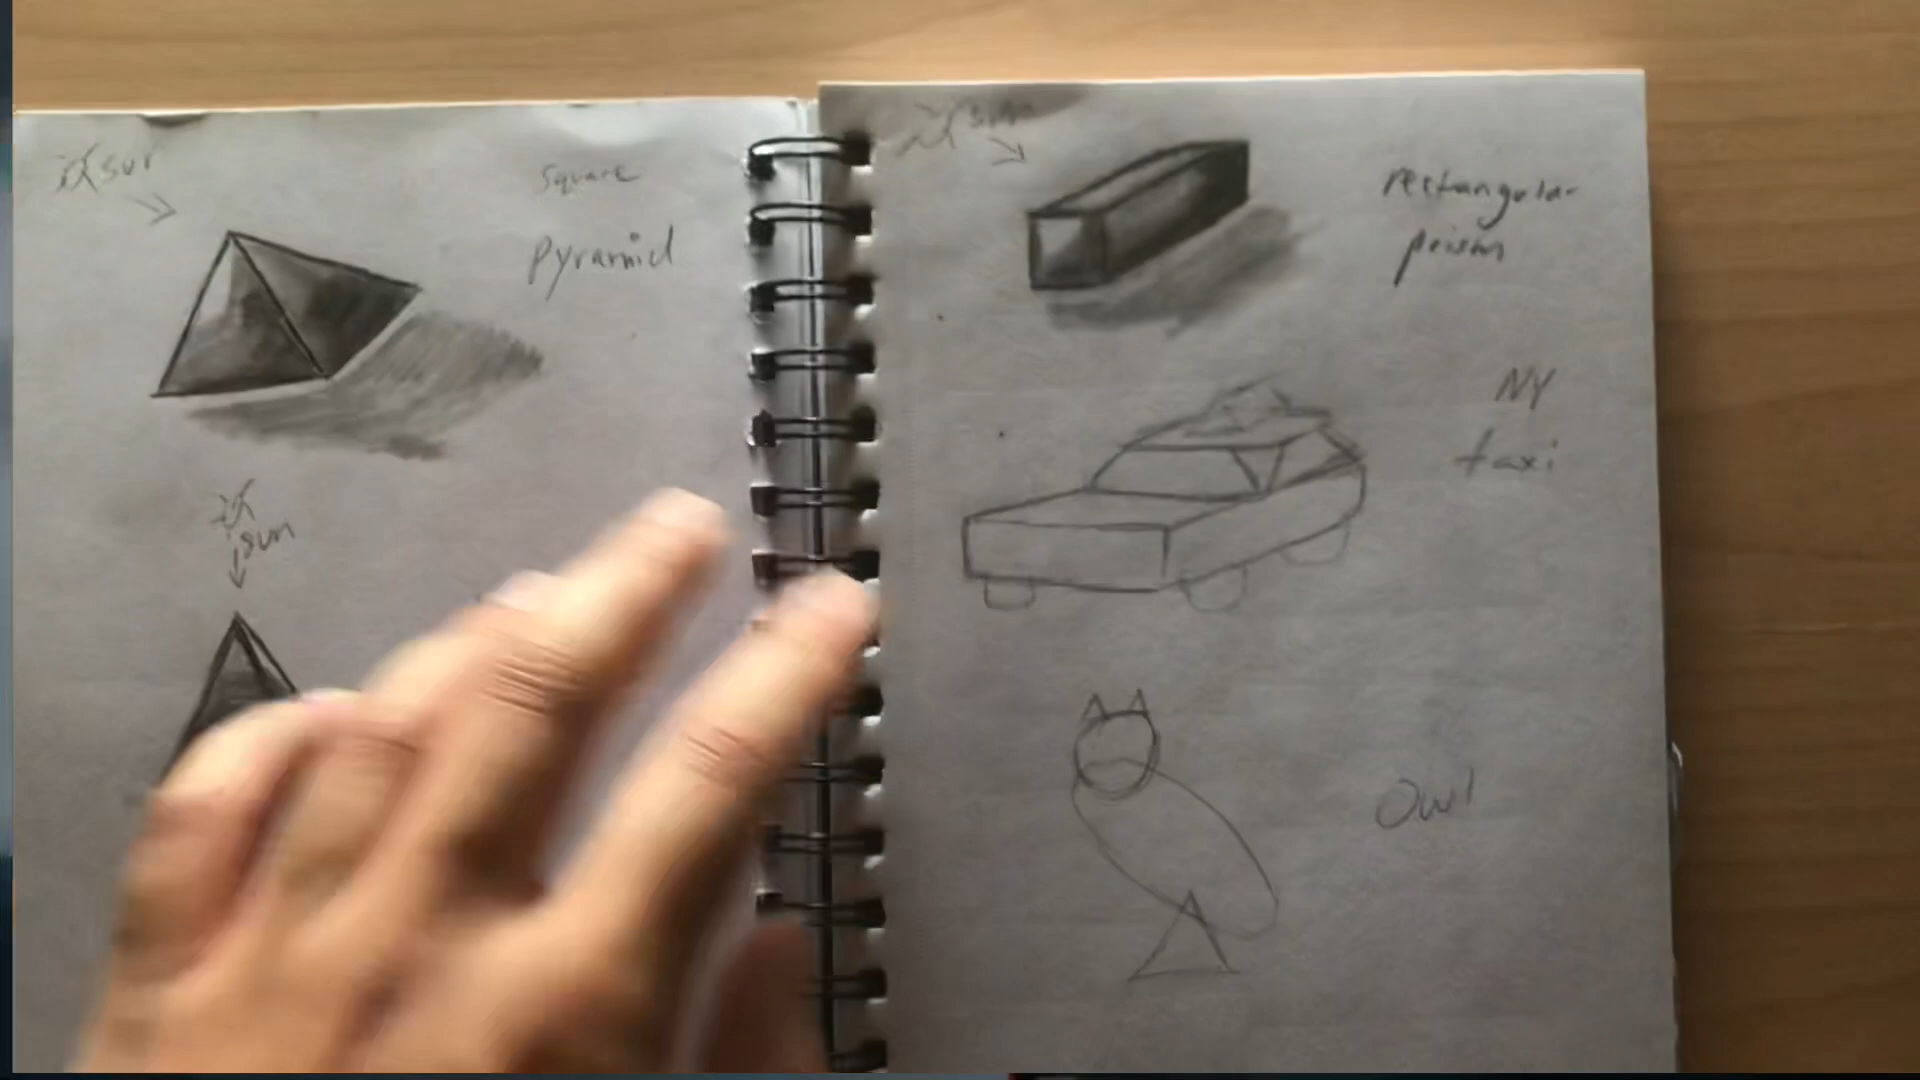 sun
square
pyramid
sun
sun
rectangular
prism
NY
taxi
Owl